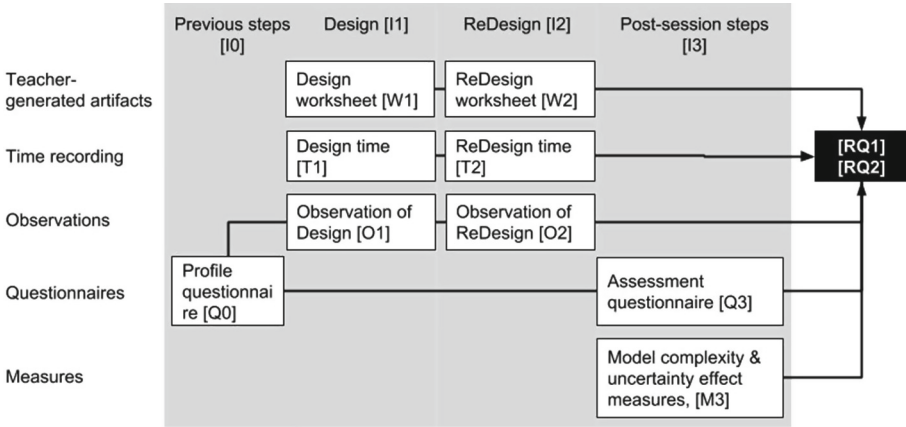 Previous steps
[I0]
Design [I1]
ReDesign [I2]
Post-session steps
[I3]
Teacher-
generated artifacts
Design
worksheet [W1]
ReDesign
worksheet [W2]
Time recording
Design time
[T1]
ReDesign time
[T2]
[RQ1]
[RQ2]
Observations
Observation of
Design [O1]
Observation of
ReDesign [O2]
Questionnaires
Profile
questionnai
re [Q0]
Assessment
questionnaire [Q3]
Measures
Model complexity &
uncertainty effect
measures, [M3]